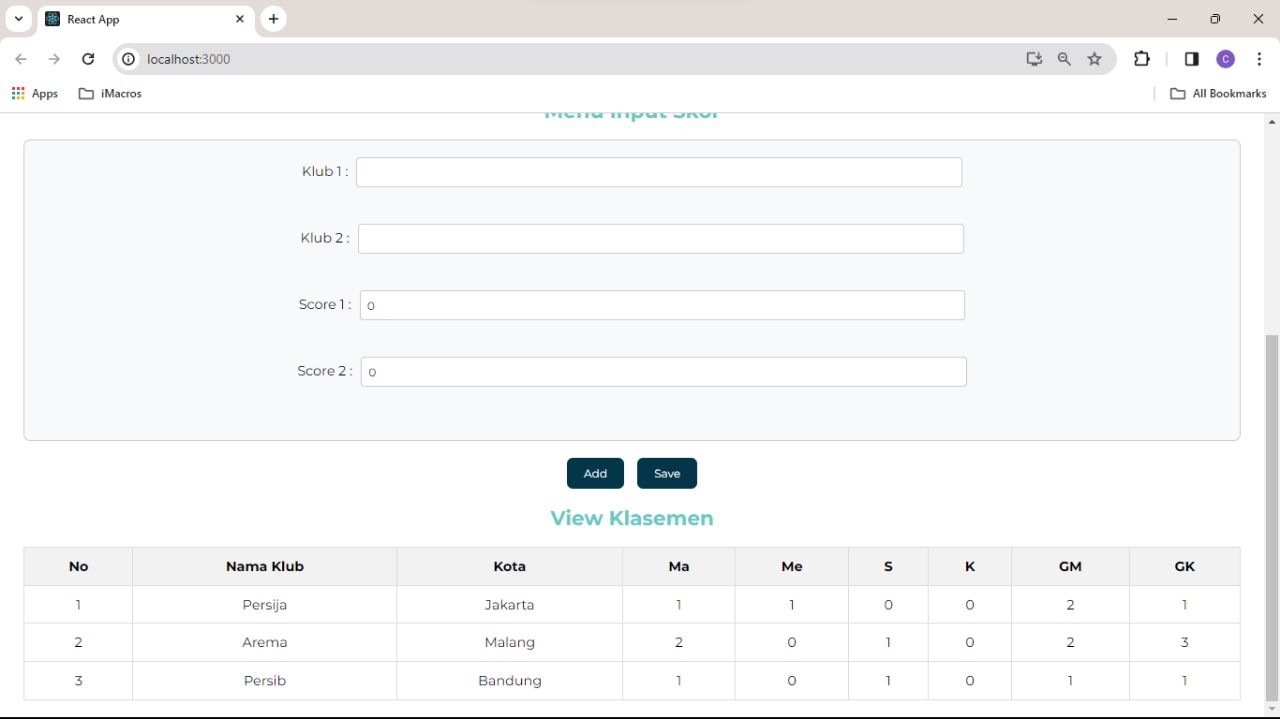 React App
localhost:3000
C
Apps iMacros All Bookmarks
Menu Input Skor
Klub 1 :
Klub 2 :
Score 1 : 0
Score 2 : 0
Add Save
View Klasemen
No Nama Klub Kota Ma Me S K GM GK
1 Persija Jakarta 1 1 0 0 2 1
2 Arema Malang 2 0 1 0 2 3
3 Persib Bandung 1 0 1 0 1 1